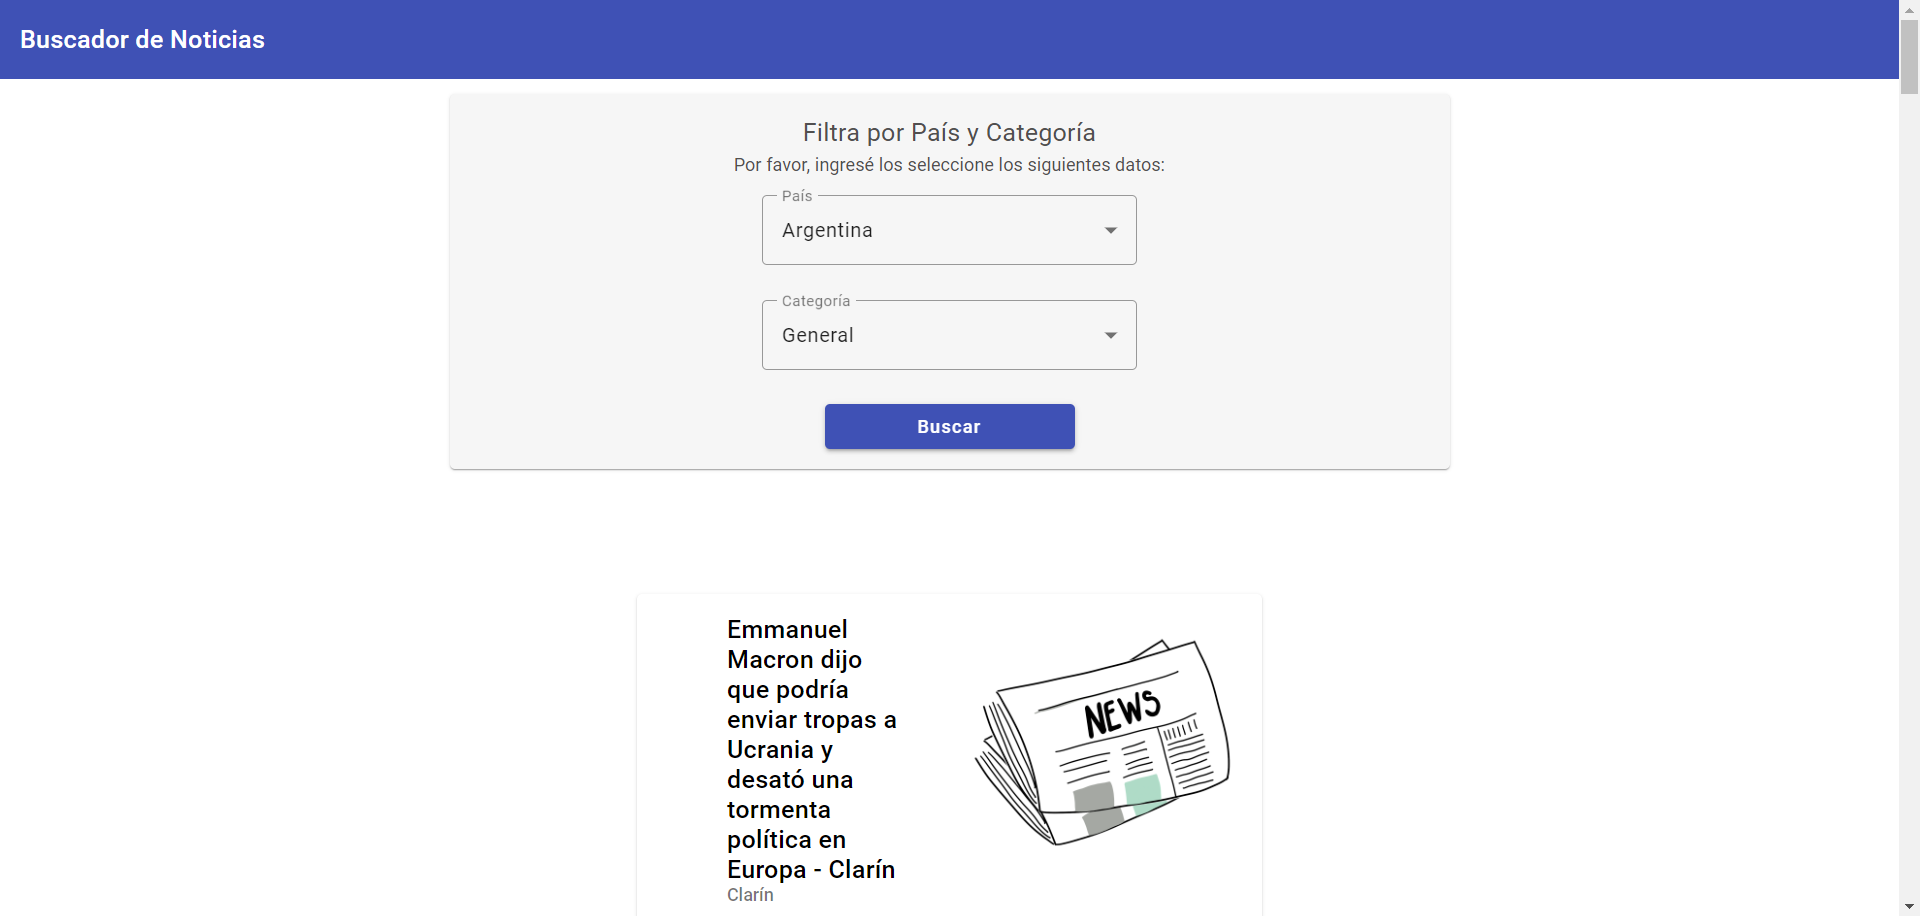 Buscador de Noticias
Filtra por País y Categoría
Por favor, ingresé los seleccione los siguientes datos:
País
Argentina
Categoría
General
Buscar
Emmanuel
Macron dijo
que podría
enviar tropas a
Ucrania y
desató una
tormenta
política en
Europa - Clarín
Clarín
NEWS